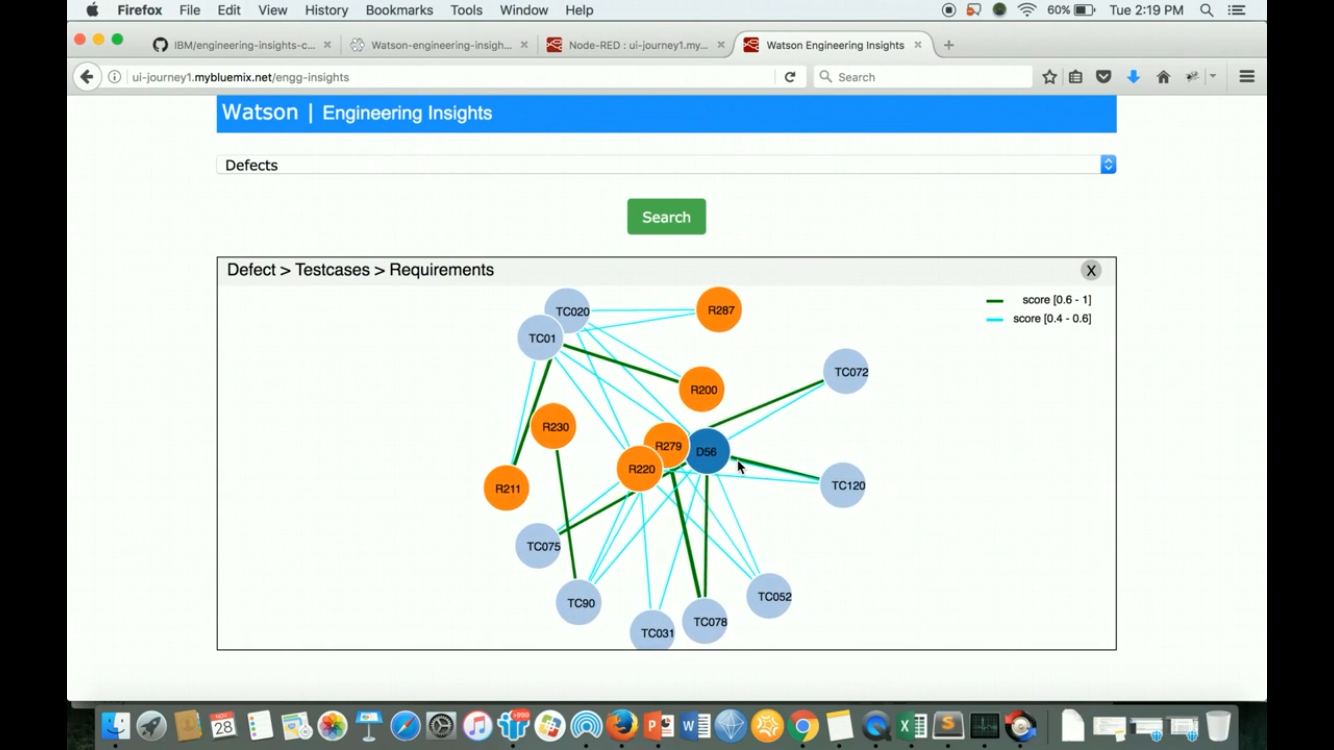 Firefox File Edit View History Bookmarks Tools Window Help 60% Tue 2:19 PM
IBM/engineering-insights-c... Watson-engineering-insigh... Node-RED : ui-journey1.my... Watson Engineering Insights
ui-journey1.mybluemix.net/engg-insights Search
Watson | Engineering Insights
Defects
Search
Defect > Testcases > Requirements X
score [0.6 - 1]
score [0.4 - 0.6]
TC020
R287
TC01
TC072
R200
R230
R279
D56
R220
TC120
R211
TC075
TC052
TC90
TC078
TC031
NOV
28